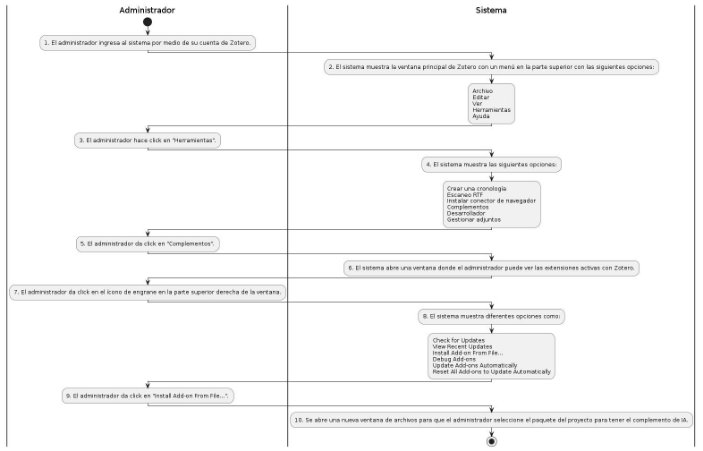 Administrador
Sistema
1. El administrador ingresa al sistema por medio de su cuenta de Zotero.
2. El sistema muestra la ventana principal de Zotero con un menú en la parte superior con las siguientes opciones:
Archivo
Editar
Ver
Herramientas
Ayuda
3. El administrador hace click en "Herramientas".
4. El sistema muestra las siguientes opciones:
Crear una cronología
Escaneo RTF
Instalar conector de navegador
Complementos
Desarrollador
Gestionar adjuntos
5. El administrador da click en "Complementos".
6. El sistema abre una ventana donde el administrador puede ver las extensiones activas con Zotero.
7. El administrador da click en el ícono de engrane en la parte superior derecha de la ventana.
8. El sistema muestra diferentes opciones como:
Check for Updates
View Recent Updates
Install Add-on From File...
Debug Add-ons
Update Add-ons Automatically
Reset All Add-ons to Update Automatically
9. El administrador da click en "Install Add-on From File...".
10. Se abre una nueva ventana de archivos para que el administrador seleccione el paquete del proyecto para tener el complemento de IA.